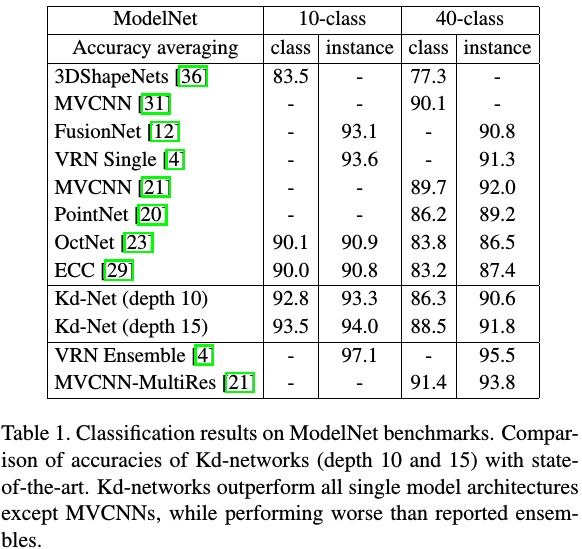 ModelNet 10-class 40-class
Accuracy averaging class instance class instance
3DShapeNets [36] 83.5 - 77.3 -
MVCNN [31] - - 90.1 -
FusionNet [12] - 93.1 - 90.8
VRN Single [4] - 93.6 - 91.3
MVCNN [21] - - 89.7 92.0
PointNet [20] - - 86.2 89.2
OctNet [23] 90.1 90.9 83.8 86.5
ECC [29] 90.0 90.8 83.2 87.4
Kd-Net (depth 10) 92.8 93.3 86.3 90.6
Kd-Net (depth 15) 93.5 94.0 88.5 91.8
VRN Ensemble [4] - 97.1 - 95.5
MVCNN-MultiRes [21] - - 91.4 93.8
Table 1. Classification results on ModelNet benchmarks. Compar-
ison of accuracies of Kd-networks (depth 10 and 15) with state-
of-the-art. Kd-networks outperform all single model architectures
except MVCNNs, while performing worse than reported ensem-
bles.